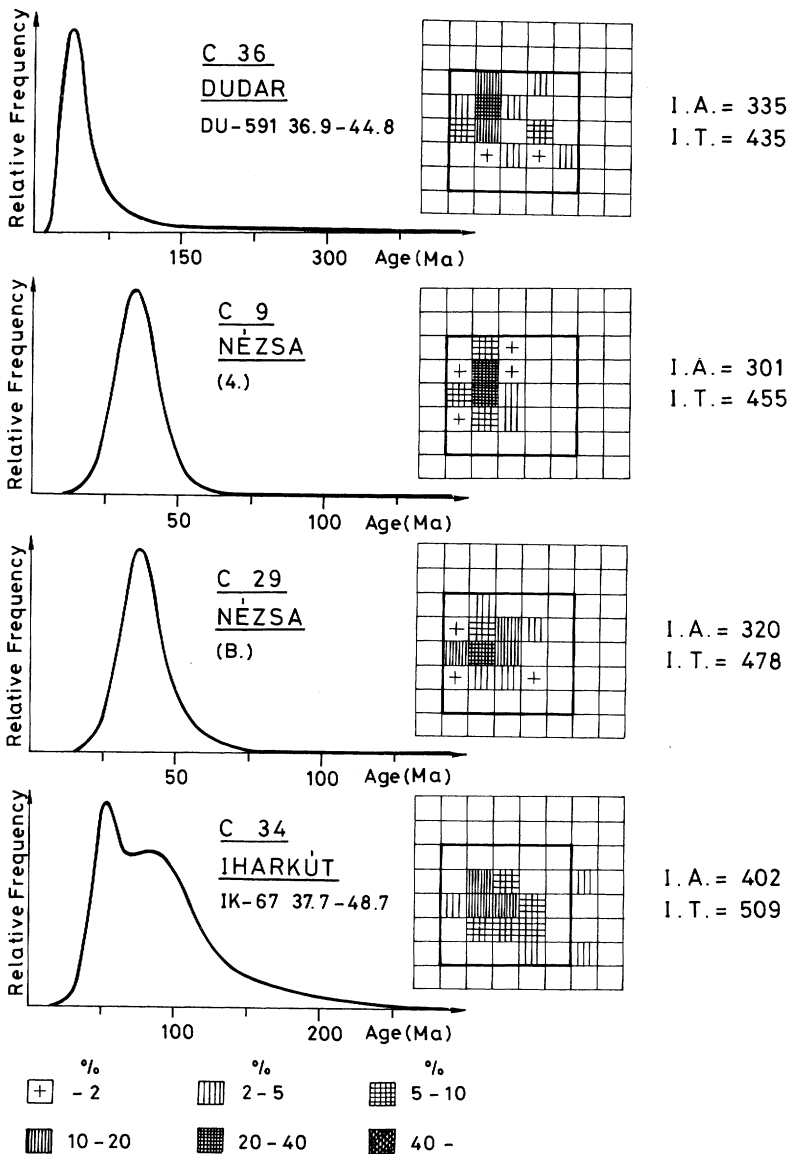 Relative Frequency
C 36
DUDAR
DU-591 36.9-44.8
150
300
Age(Ma)
I.A.= 335
I.T.= 435
Relative Frequency
C 9
NÉZSA
(4.)
50
100
Age(Ma)
I.A.= 301
I.T.= 455
Relative Frequency
C 29
NÉZSA
(B.)
50
100
Age(Ma)
I.A.= 320
I.T.= 478
Relative Frequency
C 34
IHARKÚT
IK-67 37.7-48.7
100
200
Age(Ma)
I.A.= 402
I.T.= 509
% % %
+ - 2
2-5
5-10
10-20
20-40
40 -